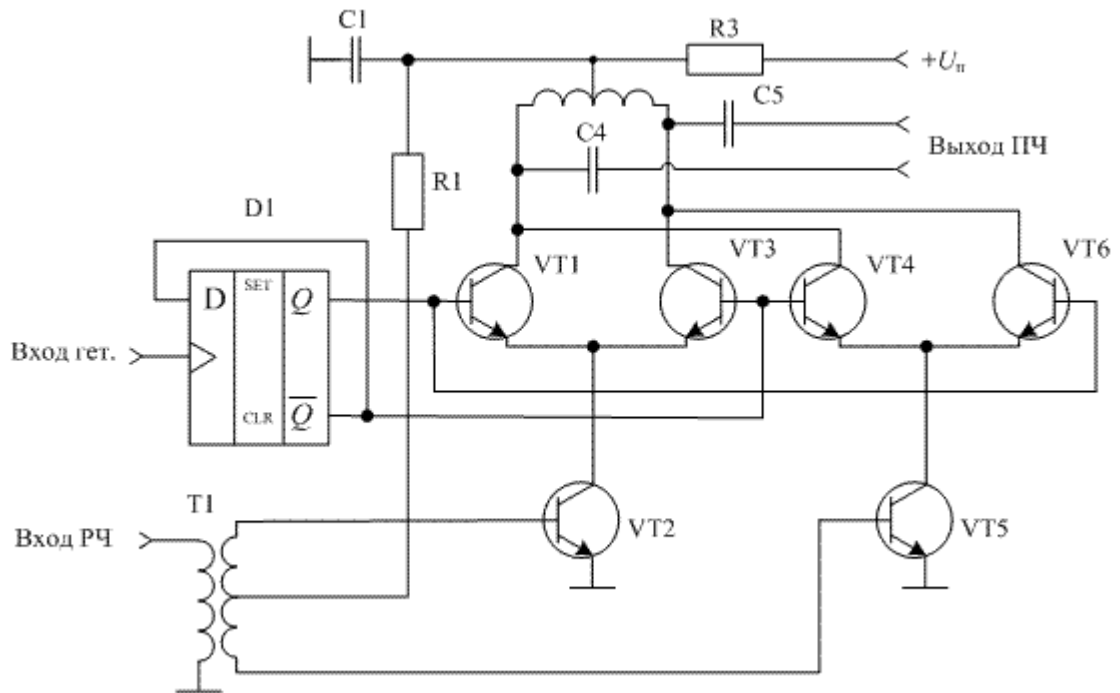 C1
R3
+Uп
C5
C4
Выход ПЧ
R1
D1
VT1
VT3
VT4
VT6
D
SET
Q
Вход гет.
CLR
Q̅
T1
Вход РЧ
VT2
VT5